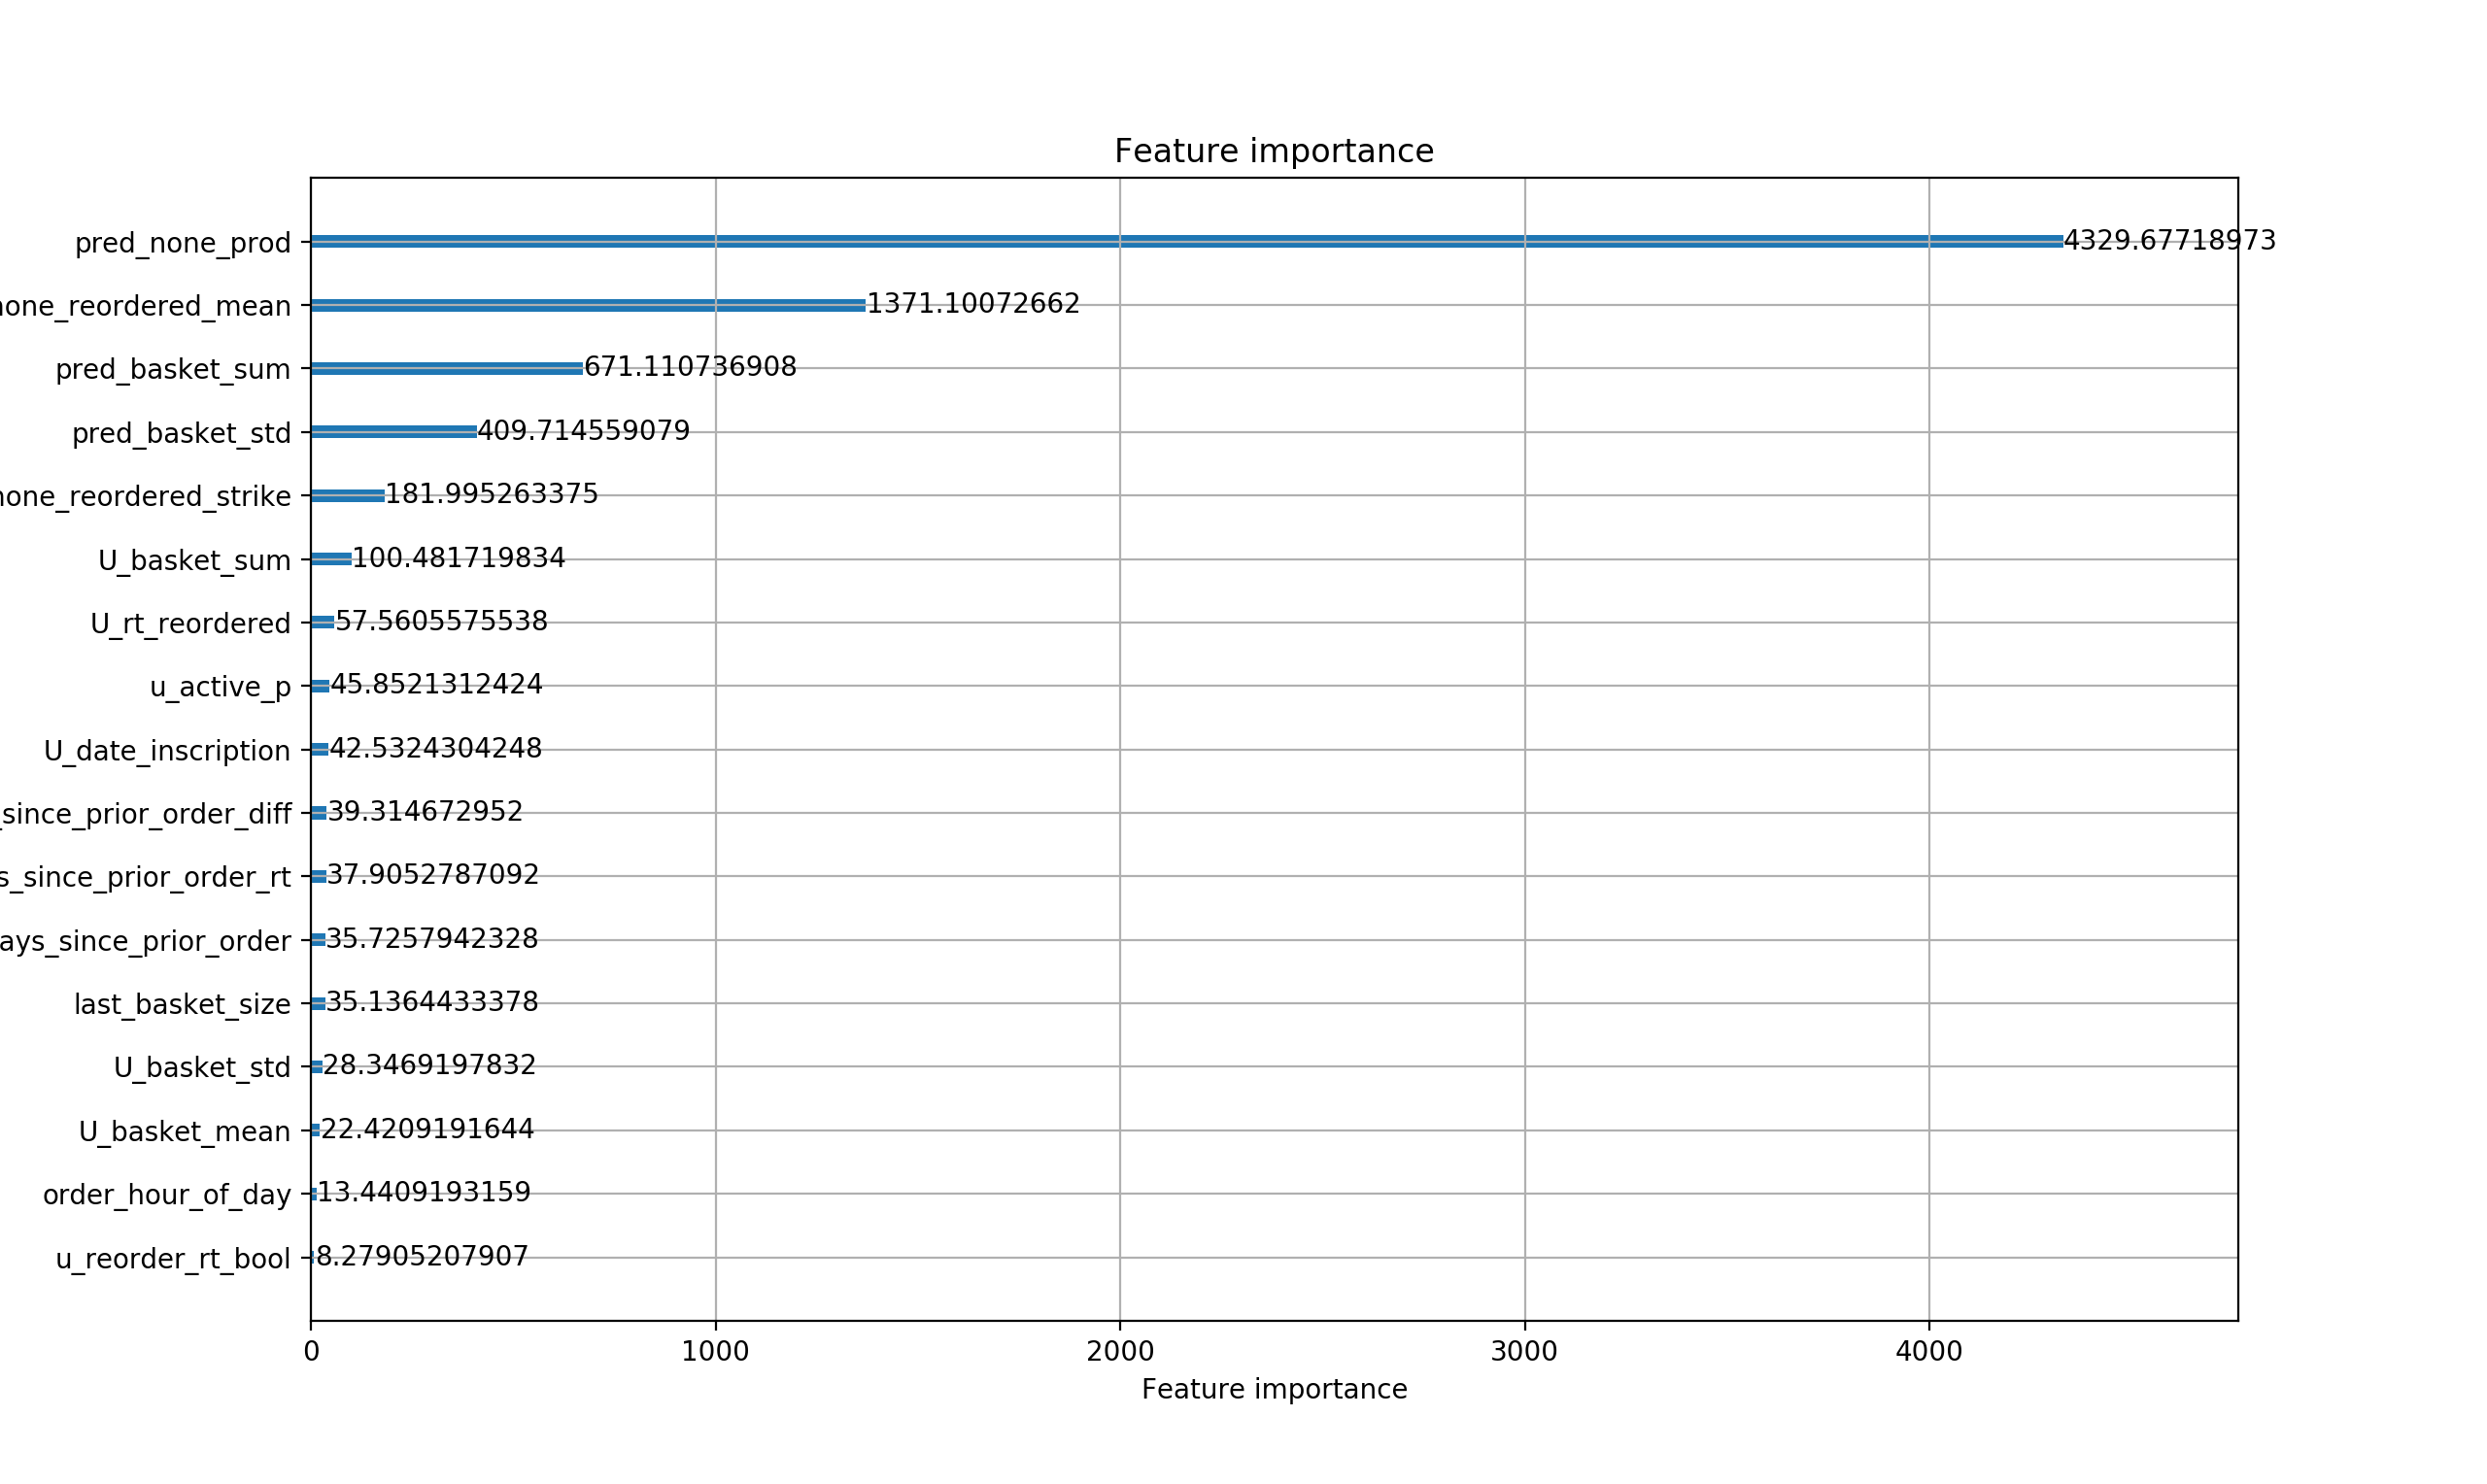 Feature importance
pred_none_prod 4329.67718973
none_reordered_mean 1371.10072662
pred_basket_sum 671.110736908
pred_basket_std 409.714559079
none_reordered_strike 181.995263375
U_basket_sum 100.481719834
U_rt_reordered 57.5605575538
u_active_p 45.8521312424
U_date_inscription 42.5324304248
_since_prior_order_diff 39.314672952
s_since_prior_order_rt 37.9052787092
ays_since_prior_order 35.7257942328
last_basket_size 35.1364433378
U_basket_std 28.3469197832
U_basket_mean 22.4209191644
order_hour_of_day 13.4409193159
u_reorder_rt_bool 8.27905207907
0 1000 2000 3000 4000
Feature importance